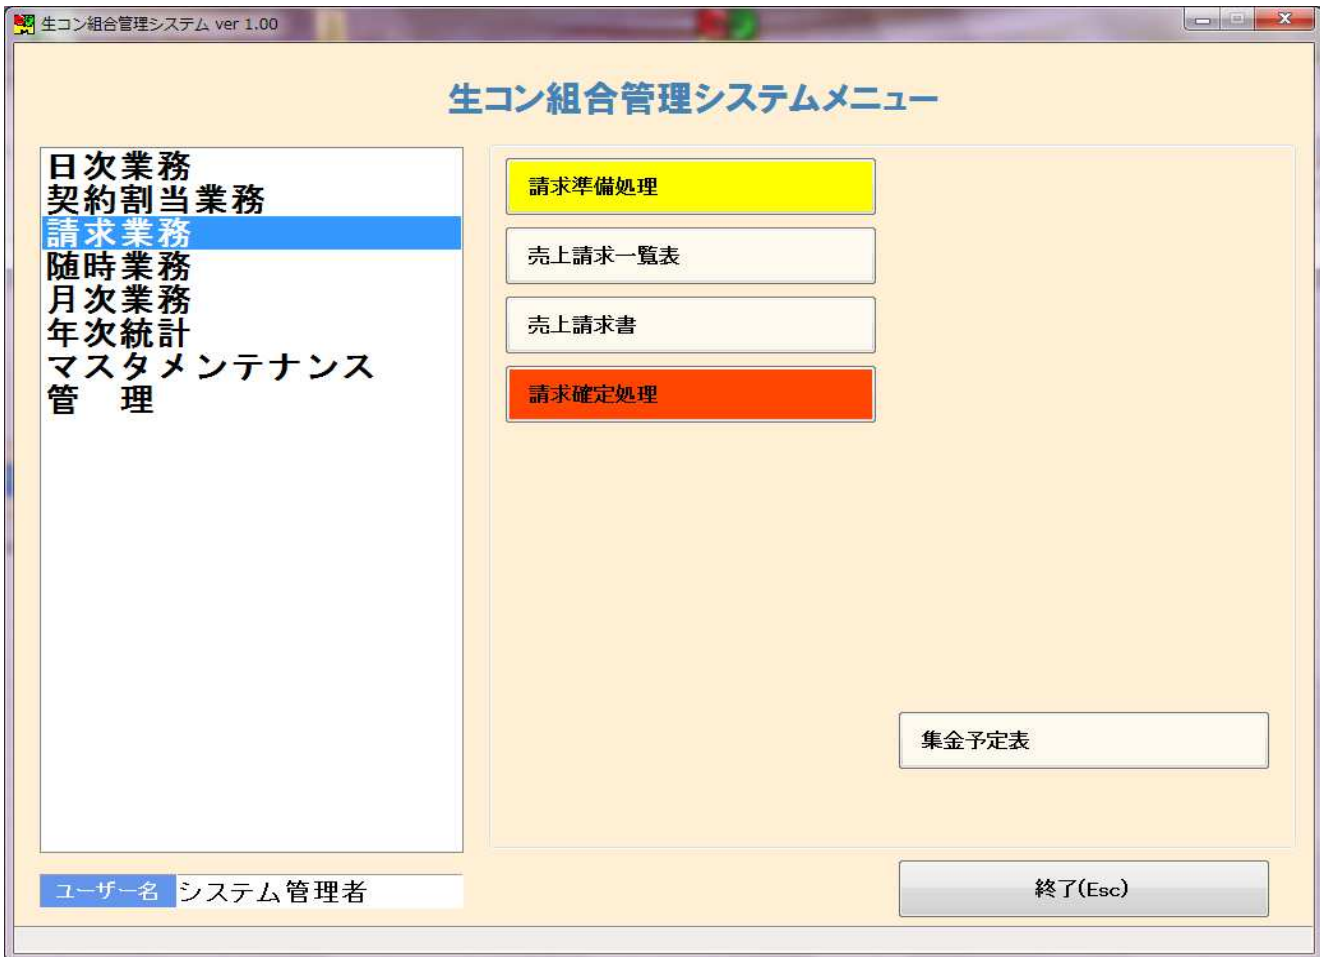 生コン組合管理システム ver 1.00
生コン組合管理システムメニュー
日次業務
契約割当業務
請求業務
随時業務
月次業務
年次統計
マスタメンテナンス
管　理
請求準備処理
売上請求一覧表
売上請求書
請求確定処理
集金予定表
ユーザー名 システム管理者
終了(Esc)